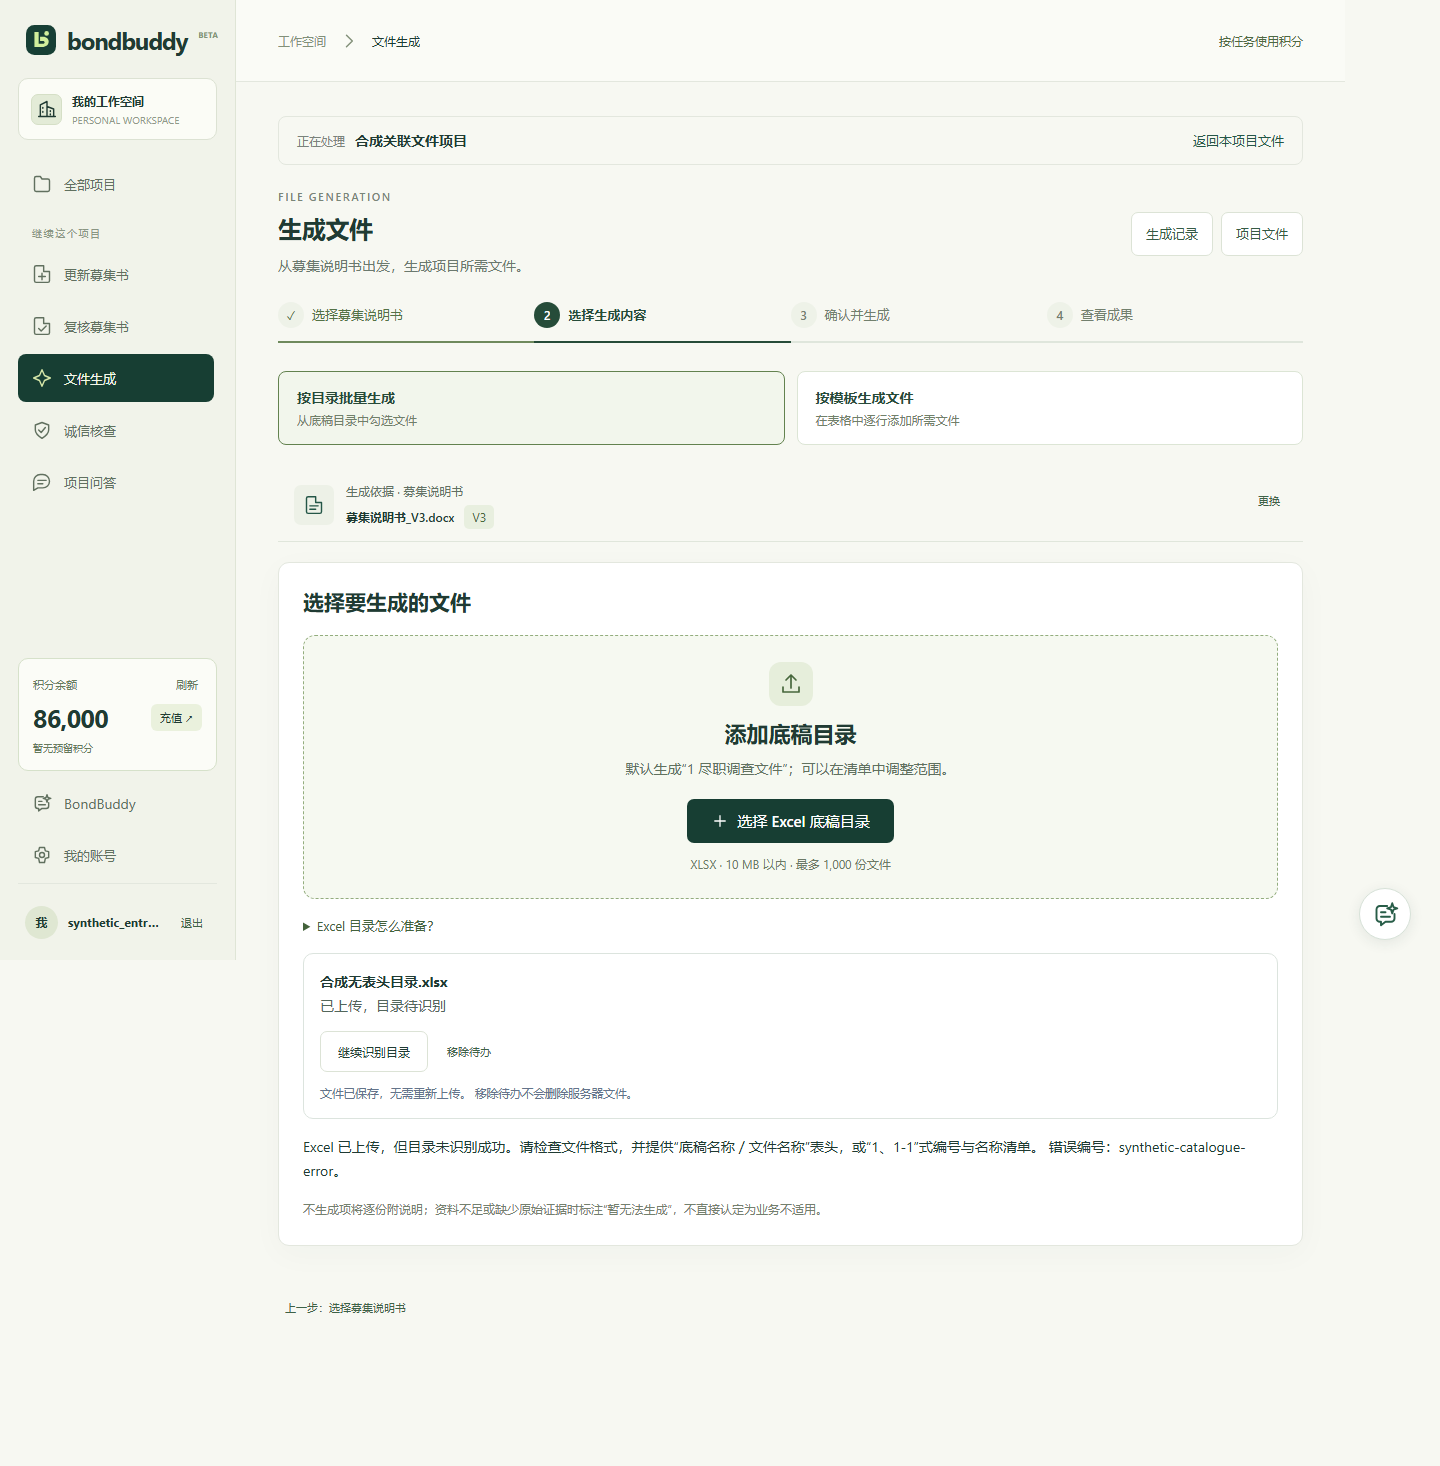 bondbuddy BETA
我的工作空间
PERSONAL WORKSPACE
全部项目
继续这个项目
更新募集书
复核募集书
文件生成
诚信核查
项目问答
积分余额 刷新
86,000 充值 ↗
暂无预留积分
BondBuddy
我的账号
我 synthetic_entr... 退出
工作空间 > 文件生成 按任务使用积分
正在处理 合成关联文件项目 返回本项目文件
FILE GENERATION
生成文件
从募集说明书出发，生成项目所需文件。
生成记录 项目文件
✓ 选择募集说明书 2 选择生成内容 3 确认并生成 4 查看成果
按目录批量生成
从底稿目录中勾选文件
按模板生成文件
在表格中逐行添加所需文件
生成依据 · 募集说明书
募集说明书_V3.docx V3
更换
选择要生成的文件
添加底稿目录
默认生成“1 尽职调查文件”；可以在清单中调整范围。
+ 选择 Excel 底稿目录
XLSX · 10 MB 以内 · 最多 1,000 份文件
▶ Excel 目录怎么准备？
合成无表头目录.xlsx
已上传，目录待识别
继续识别目录 移除待办
文件已保存，无需重新上传。 移除待办不会删除服务器文件。
Excel 已上传，但目录未识别成功。请检查文件格式，并提供“底稿名称 / 文件名称”表头，或“1、1-1”式编号与名称清单。 错误编号：synthetic-catalogue-
error。
不生成项将逐份附说明；资料不足或缺少原始证据时标注“暂无法生成”，不直接认定为业务不适用。
上一步：选择募集说明书